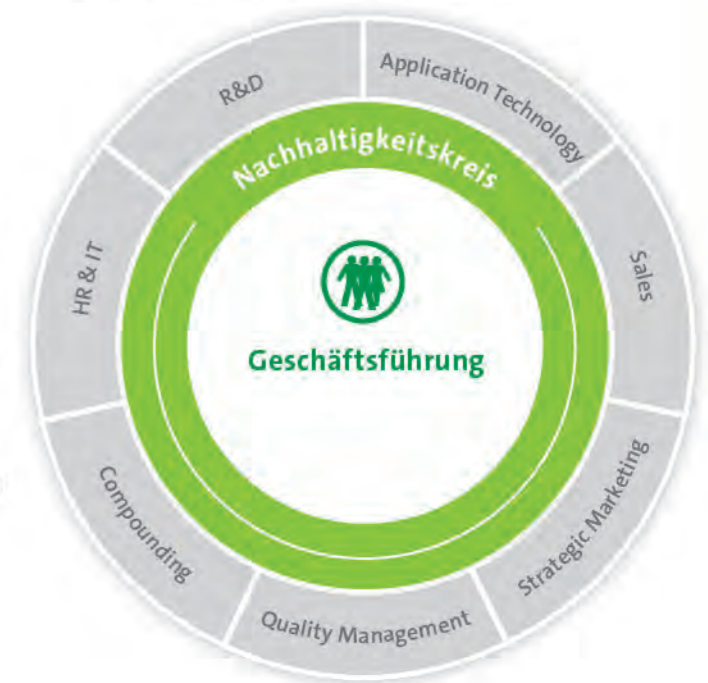 R&D
Application Technology
Nachhaltigkeitskreis
HR & IT
Sales
Geschäftsführung
Compounding
Strategic Marketing
Quality Management